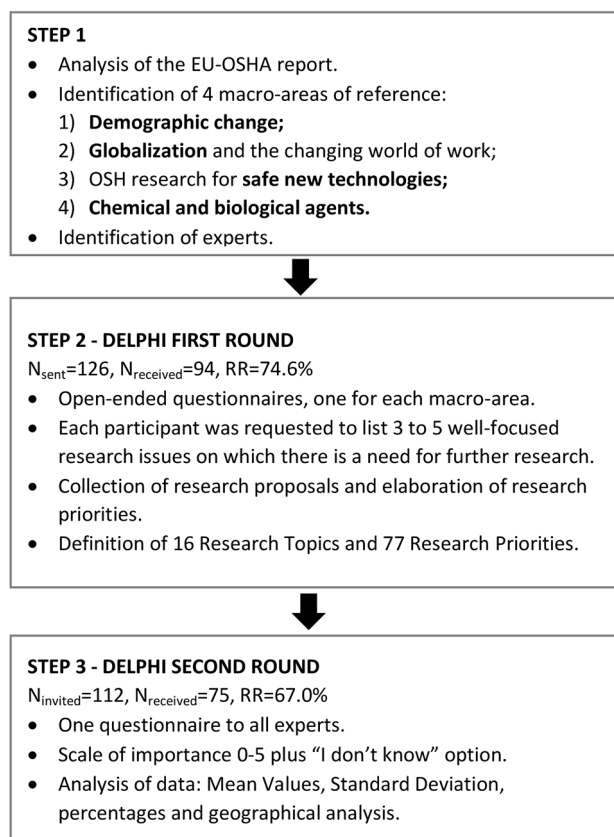 STEP 1
• Analysis of the EU-OSHA report.
• Identification of 4 macro-areas of reference:
1) Demographic change;
2) Globalization and the changing world of work;
3) OSH research for safe new technologies;
4) Chemical and biological agents.
• Identification of experts.
STEP 2 - DELPHI FIRST ROUND
Nsent=126, Nreceived=94, RR=74.6%
• Open-ended questionnaires, one for each macro-area.
• Each participant was requested to list 3 to 5 well-focused
research issues on which there is a need for further research.
• Collection of research proposals and elaboration of research
priorities.
• Definition of 16 Research Topics and 77 Research Priorities.
STEP 3 - DELPHI SECOND ROUND
Ninvited=112, Nreceived=75, RR=67.0%
• One questionnaire to all experts.
• Scale of importance 0-5 plus “I don’t know” option.
• Analysis of data: Mean Values, Standard Deviation,
percentages and geographical analysis.